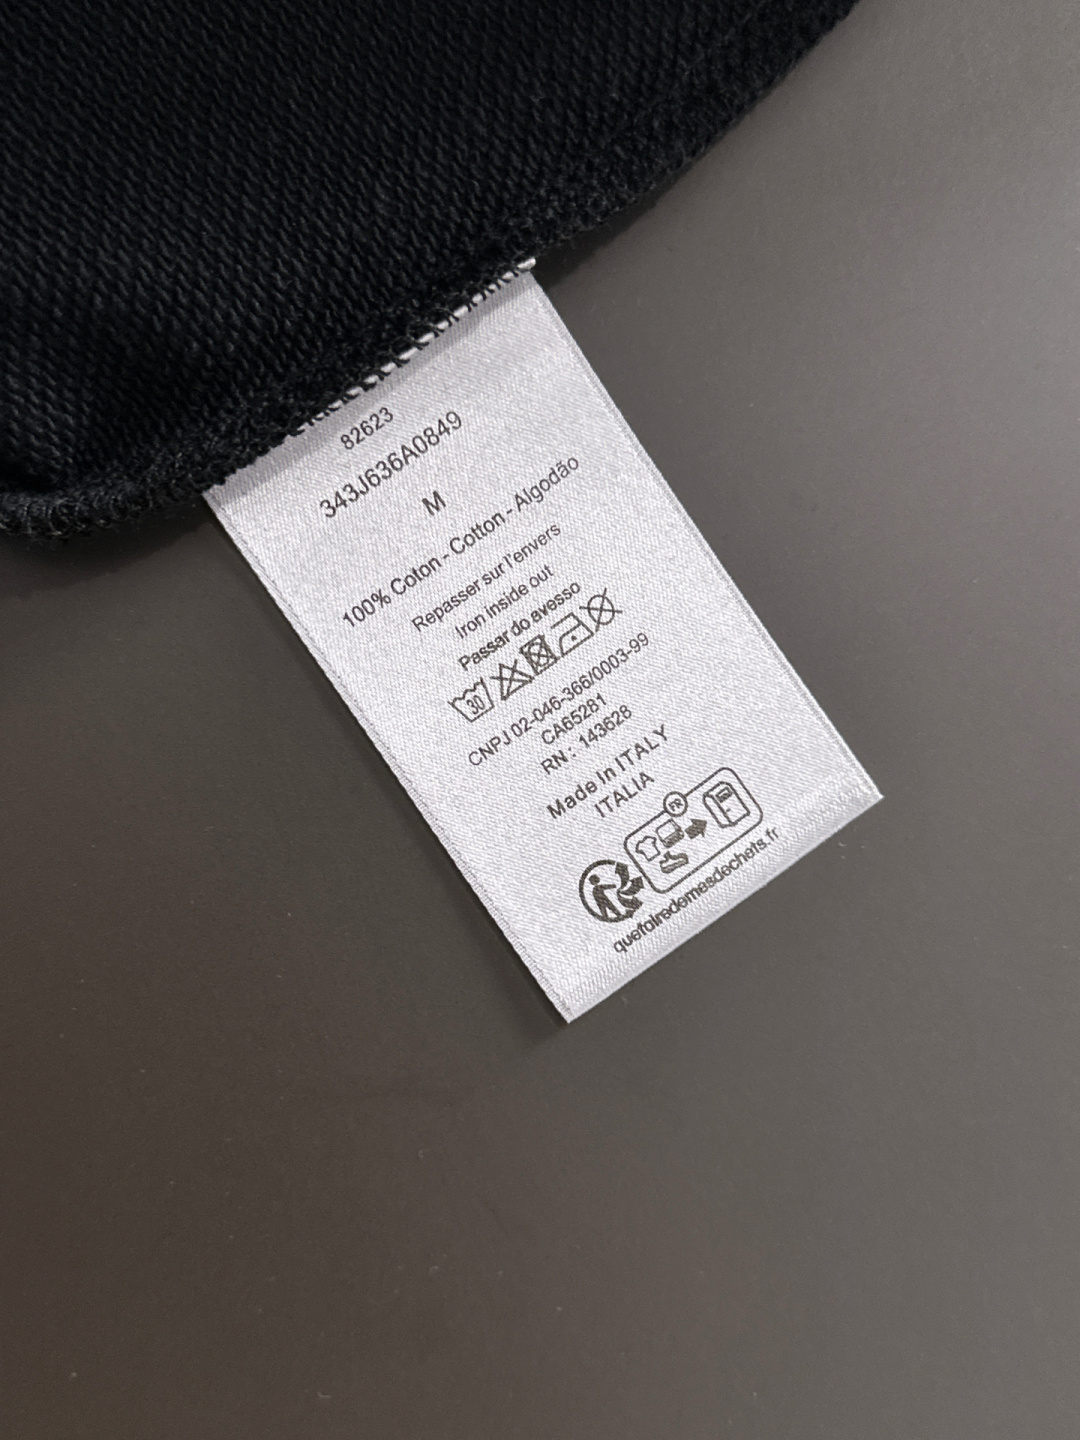 82623
343J636A0849
M
100% Coton - Cotton - Algodão
Repasser sur l'envers
Iron inside out
Passar do avesso
30
CNPJ 02-046-366/0003-99
CA65281
RN : 143628
Made in ITALY
ITALIA
FR
quefairedemesdechets.fr